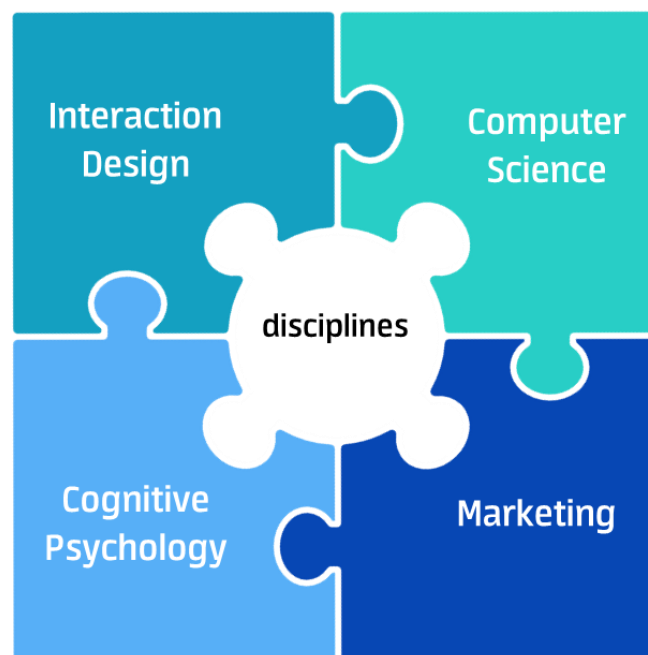 Interaction
Design
Computer
Science
disciplines
Cognitive
Psychology
Marketing